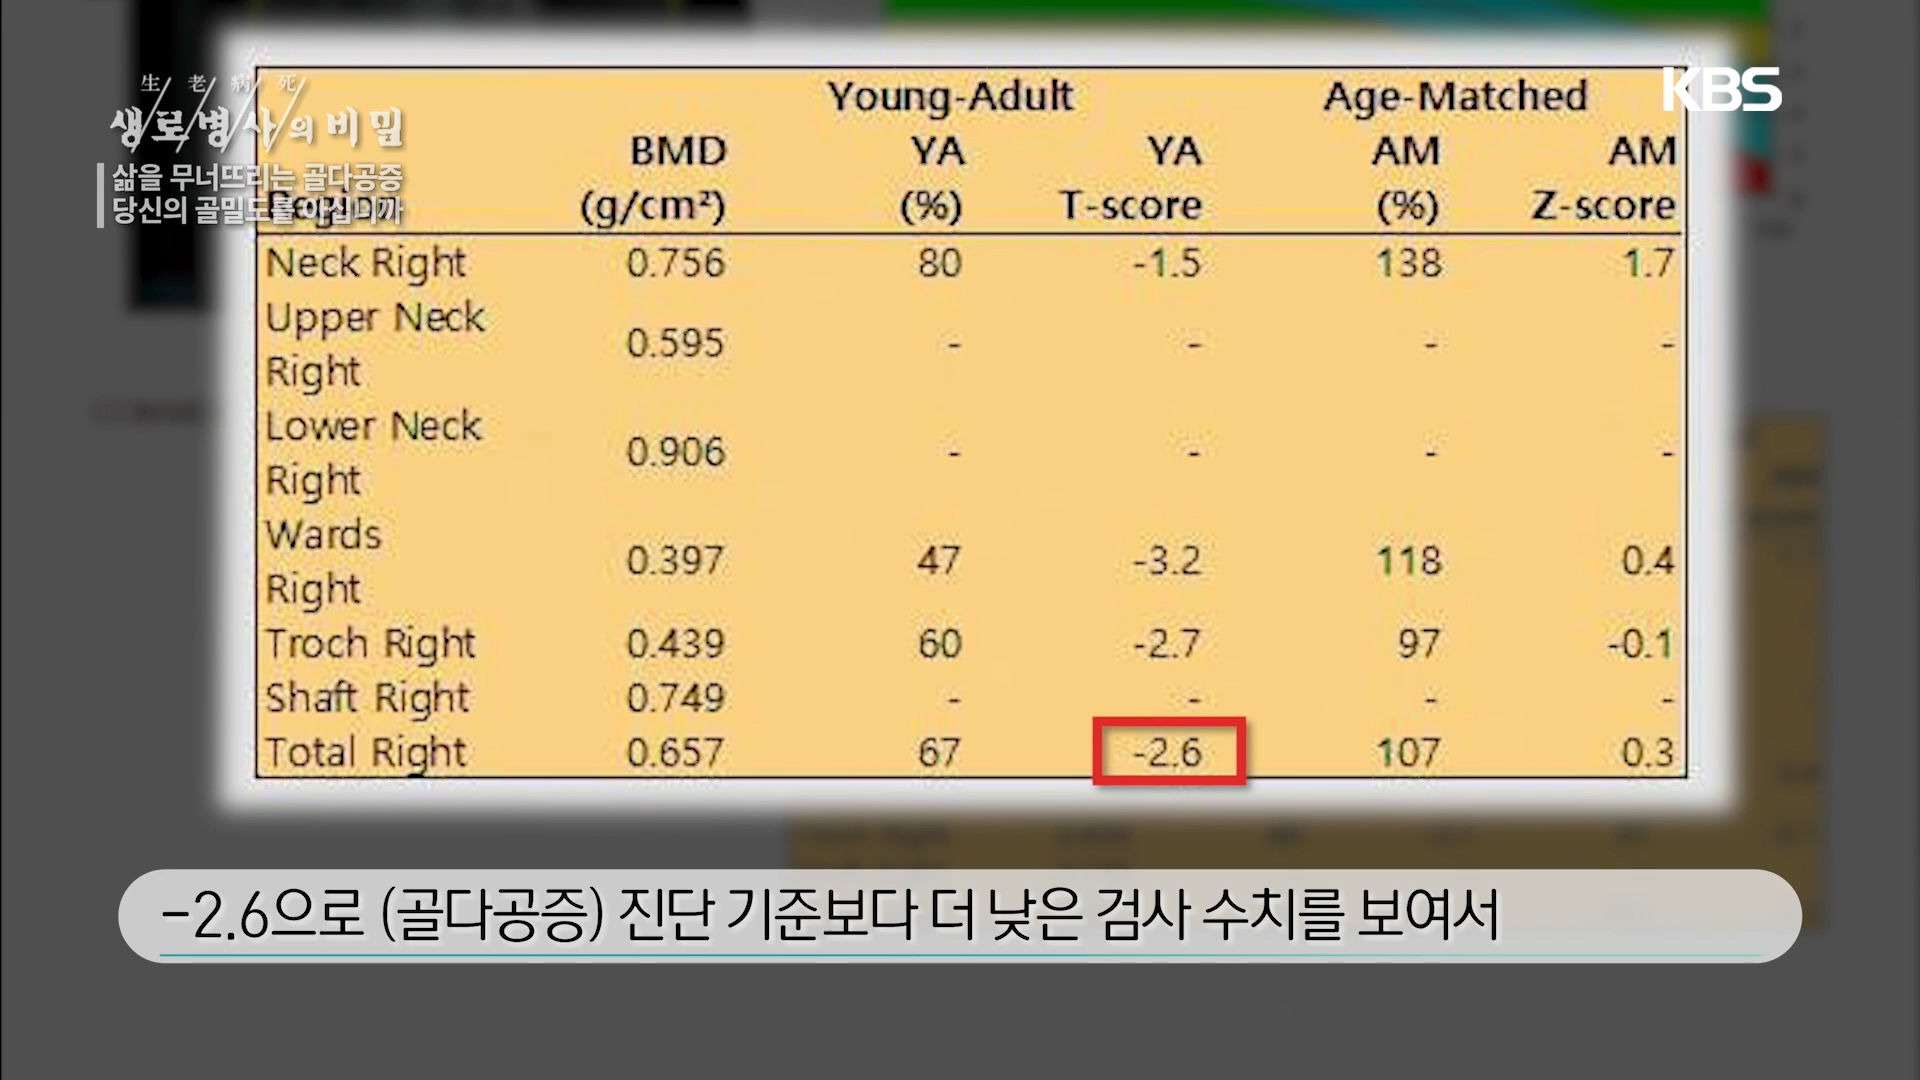 生老病死
생로병사의 비밀
삶을 무너뜨리는 골다공증
당신의 골밀도를 아십니까
KBS
Young-Adult Age-Matched
BMD YA YA AM AM
Region (g/cm²) (%) T-score (%) Z-score
Neck Right 0.756 80 -1.5 138 1.7
Upper Neck
Right 0.595 - - - -
Lower Neck
Right 0.906 - - - -
Wards
Right 0.397 47 -3.2 118 0.4
Troch Right 0.439 60 -2.7 97 -0.1
Shaft Right 0.749 - - - -
Total Right 0.657 67 -2.6 107 0.3
-2.6으로 (골다공증) 진단 기준보다 더 낮은 검사 수치를 보여서